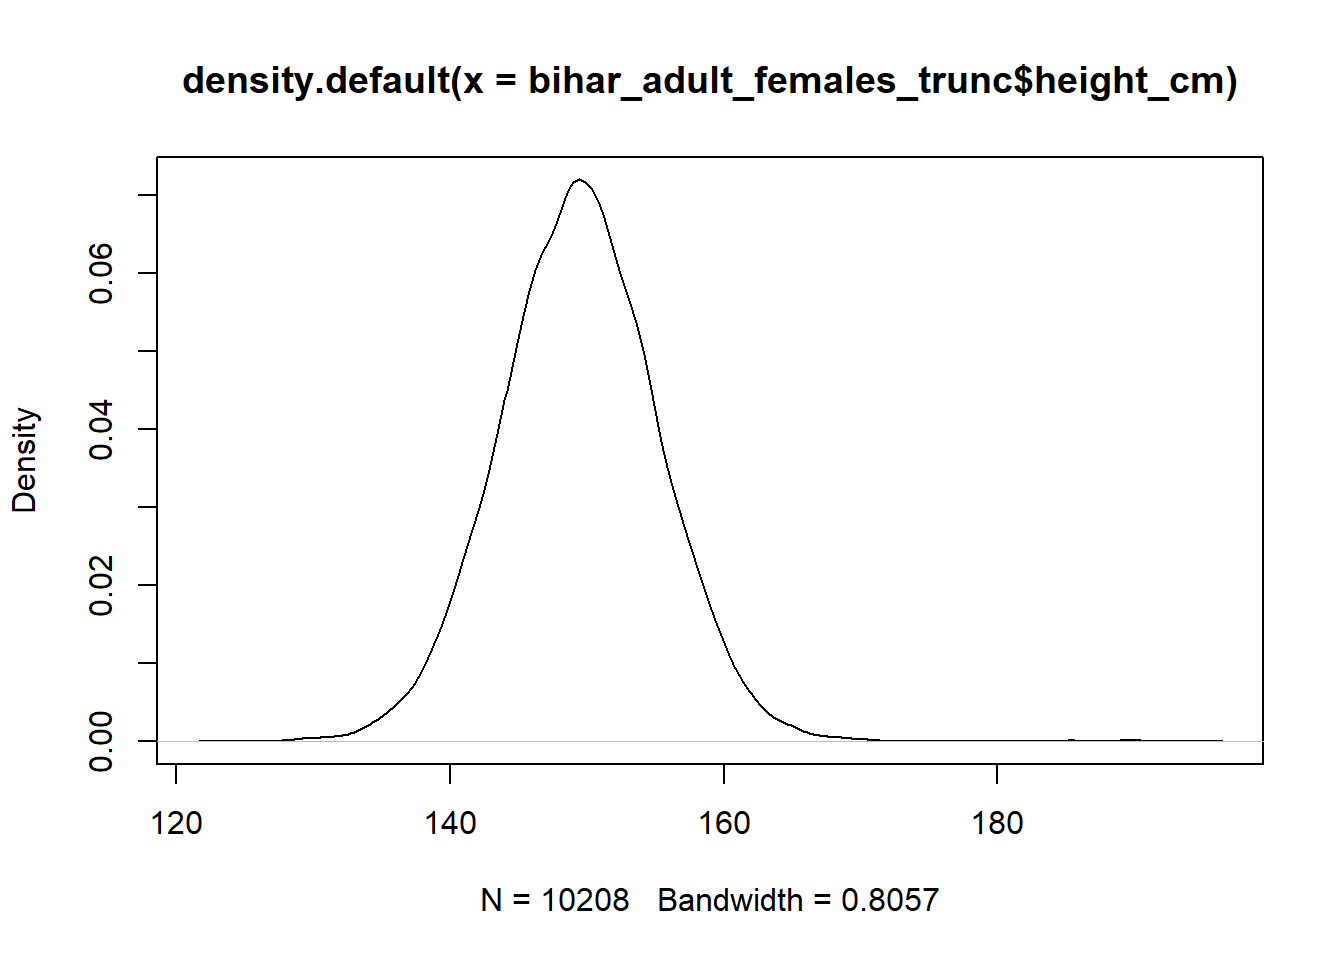 density.default(x = bihar_adult_females_trunc$height_cm)
Density
0.06
0.04
0.02
0.00
120 140 160 180
N = 10208 Bandwidth = 0.8057